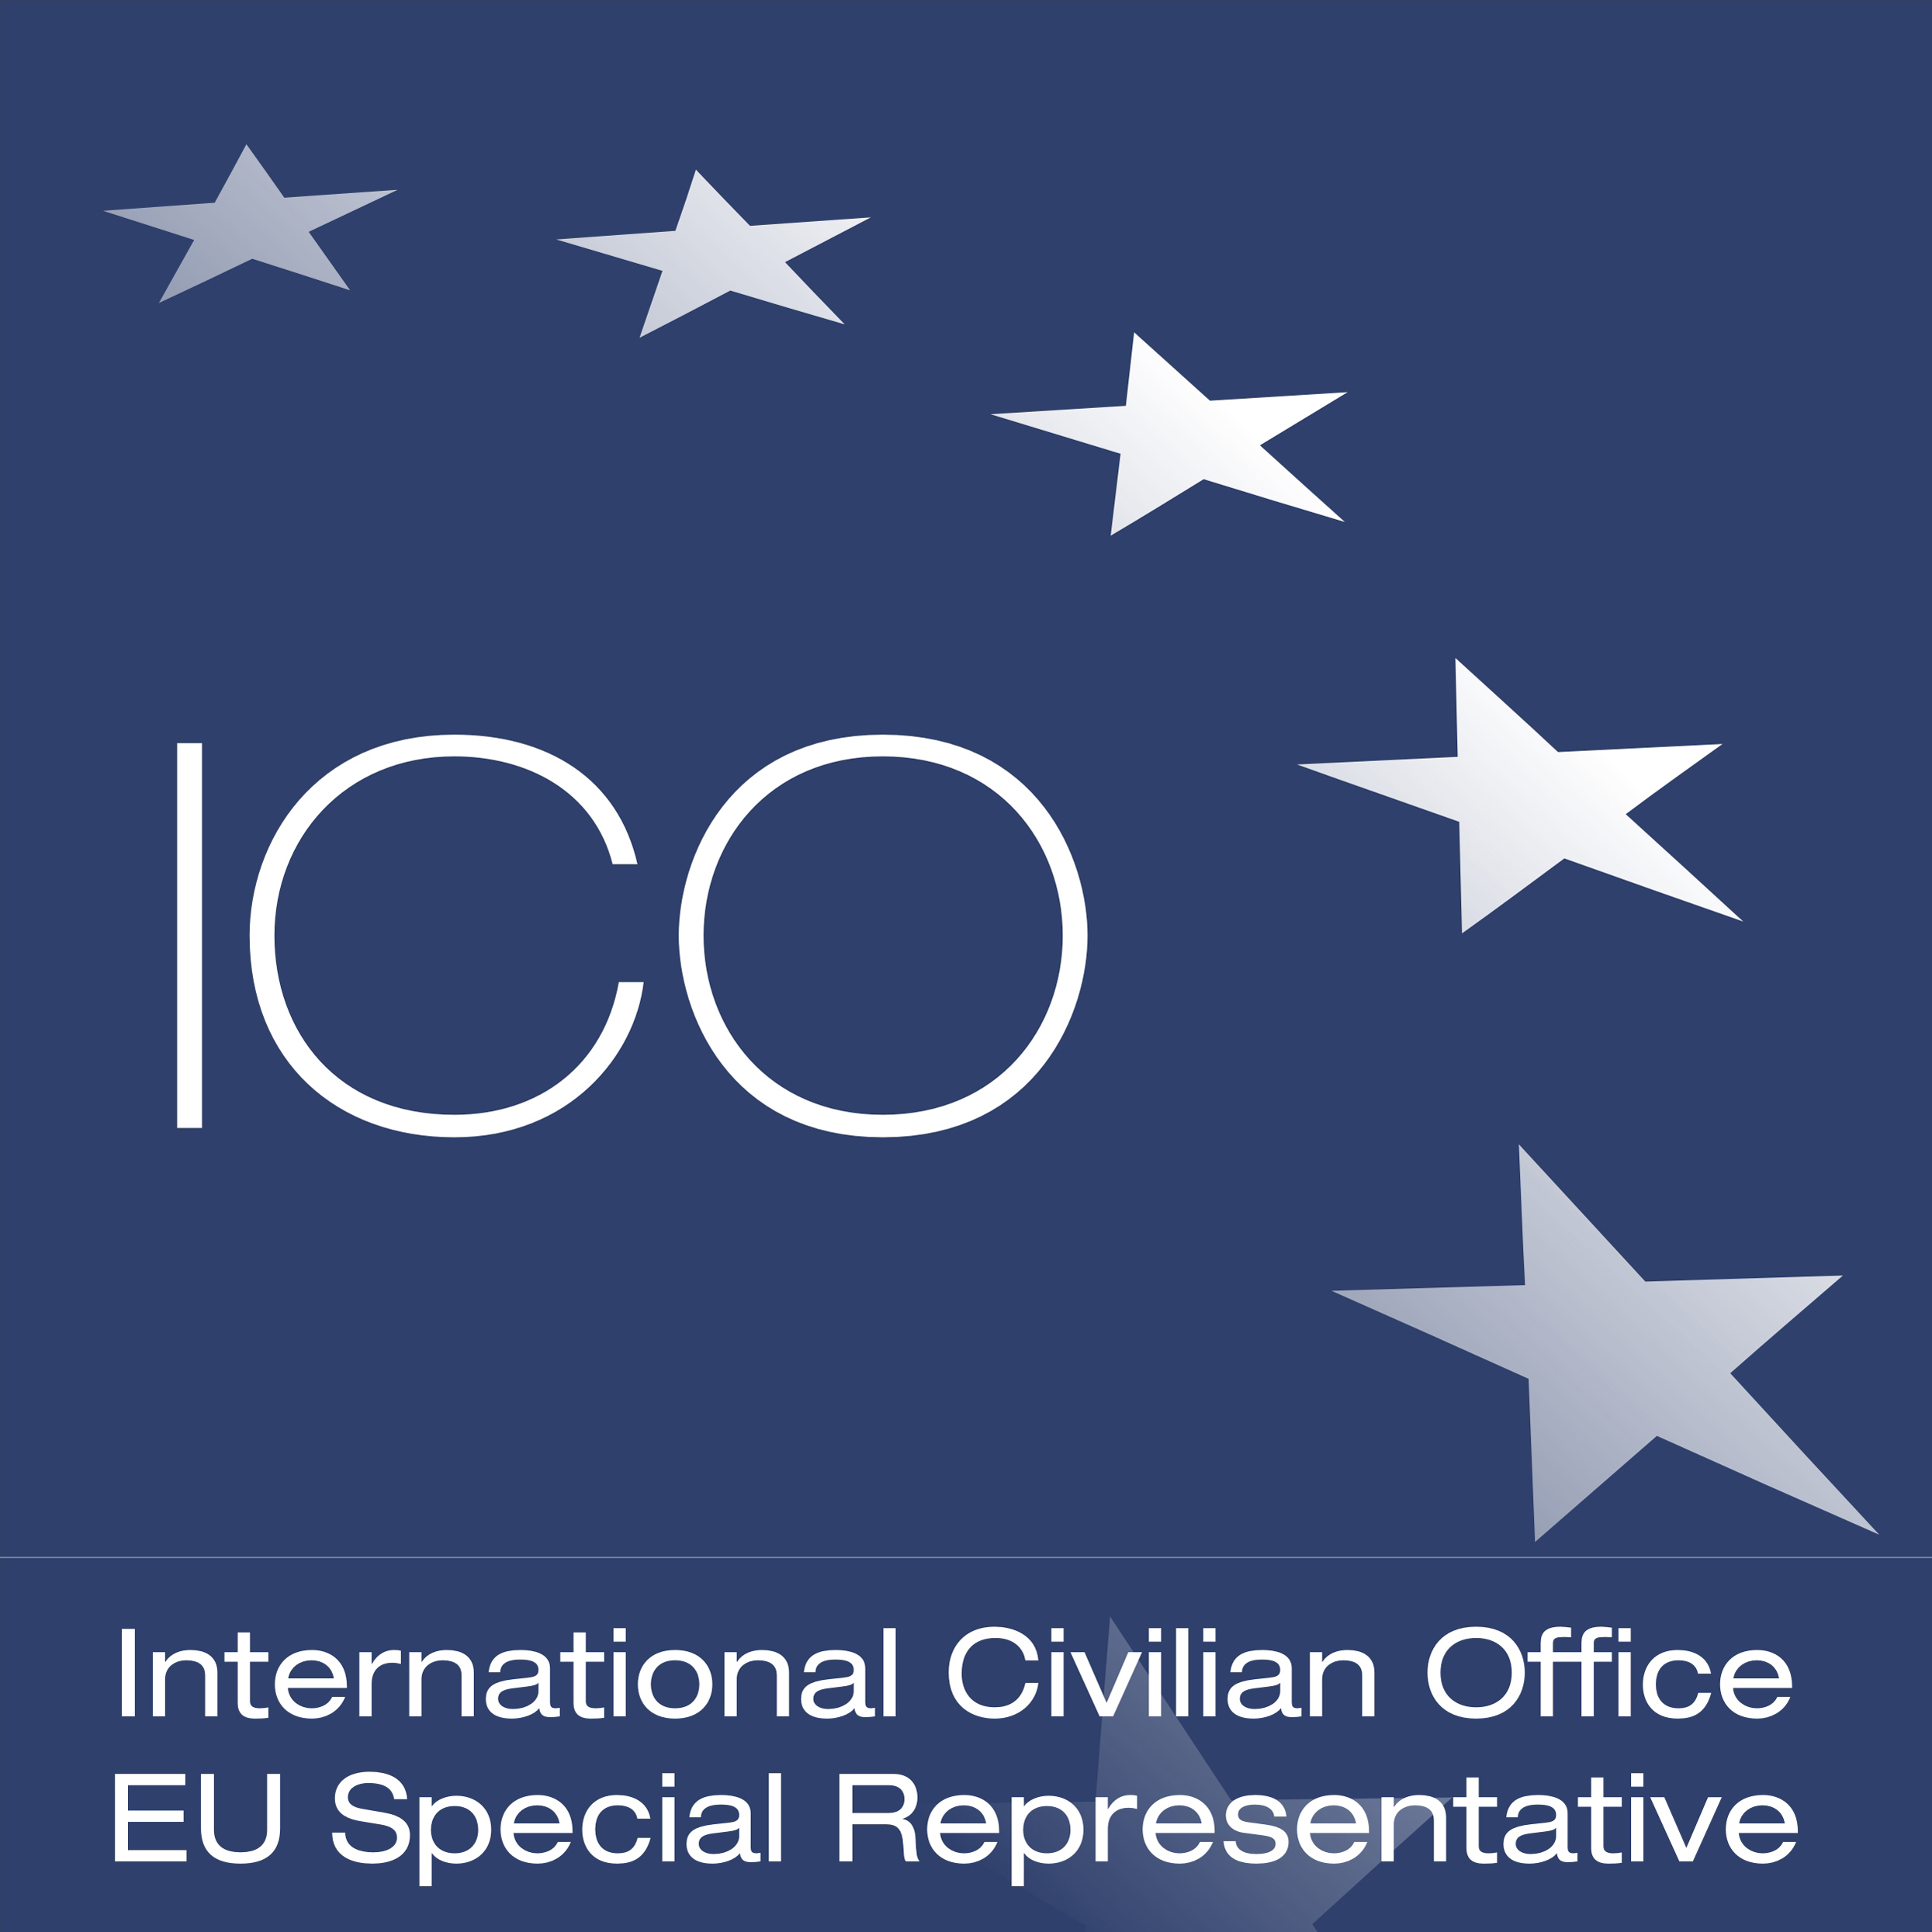 ICO
International Civilian Office
EU Special Representative